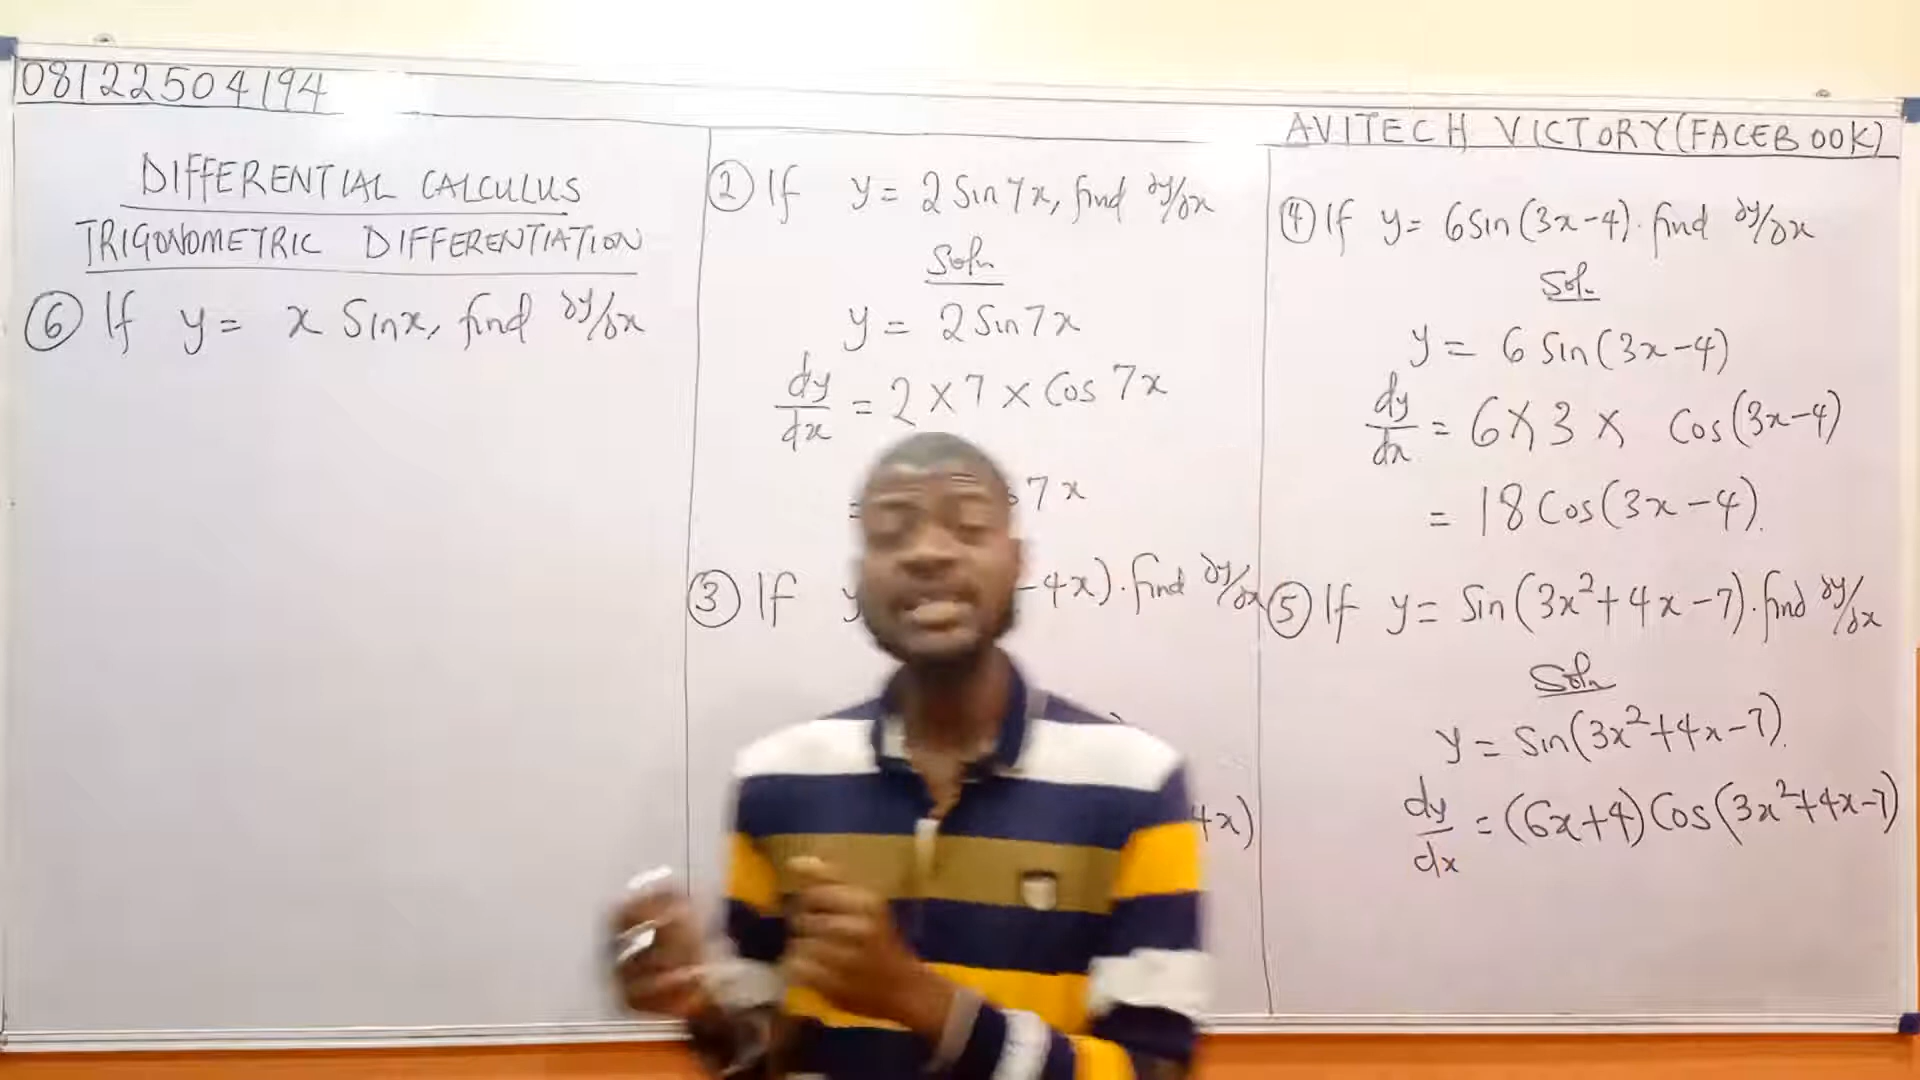 08122504194
AVITECH VICTORY(FACEBOOK)
DIFFERENTIAL CALCULUS
TRIGONOMETRIC DIFFERENTIATION
⑥ If y = x Sinx, find dy/dx
② If y = 2 Sin 7x, find dy/dx
Soln
y = 2 Sin7x
dy/dx = 2 × 7 × Cos 7x
= 7x
③ If y -4x). find dy/dx
4x)
④ If y = 6Sin(3x-4). find dy/dx
Sol
y = 6 Sin(3x-4)
dy/dx = 6 × 3 × Cos(3x-4)
= 18 Cos(3x-4).
⑤ If y = Sin(3x²+4x-7). find dy/dx
Soln
y = Sin(3x²+4x-7).
dy/dx = (6x+4) Cos(3x²+4x-7)